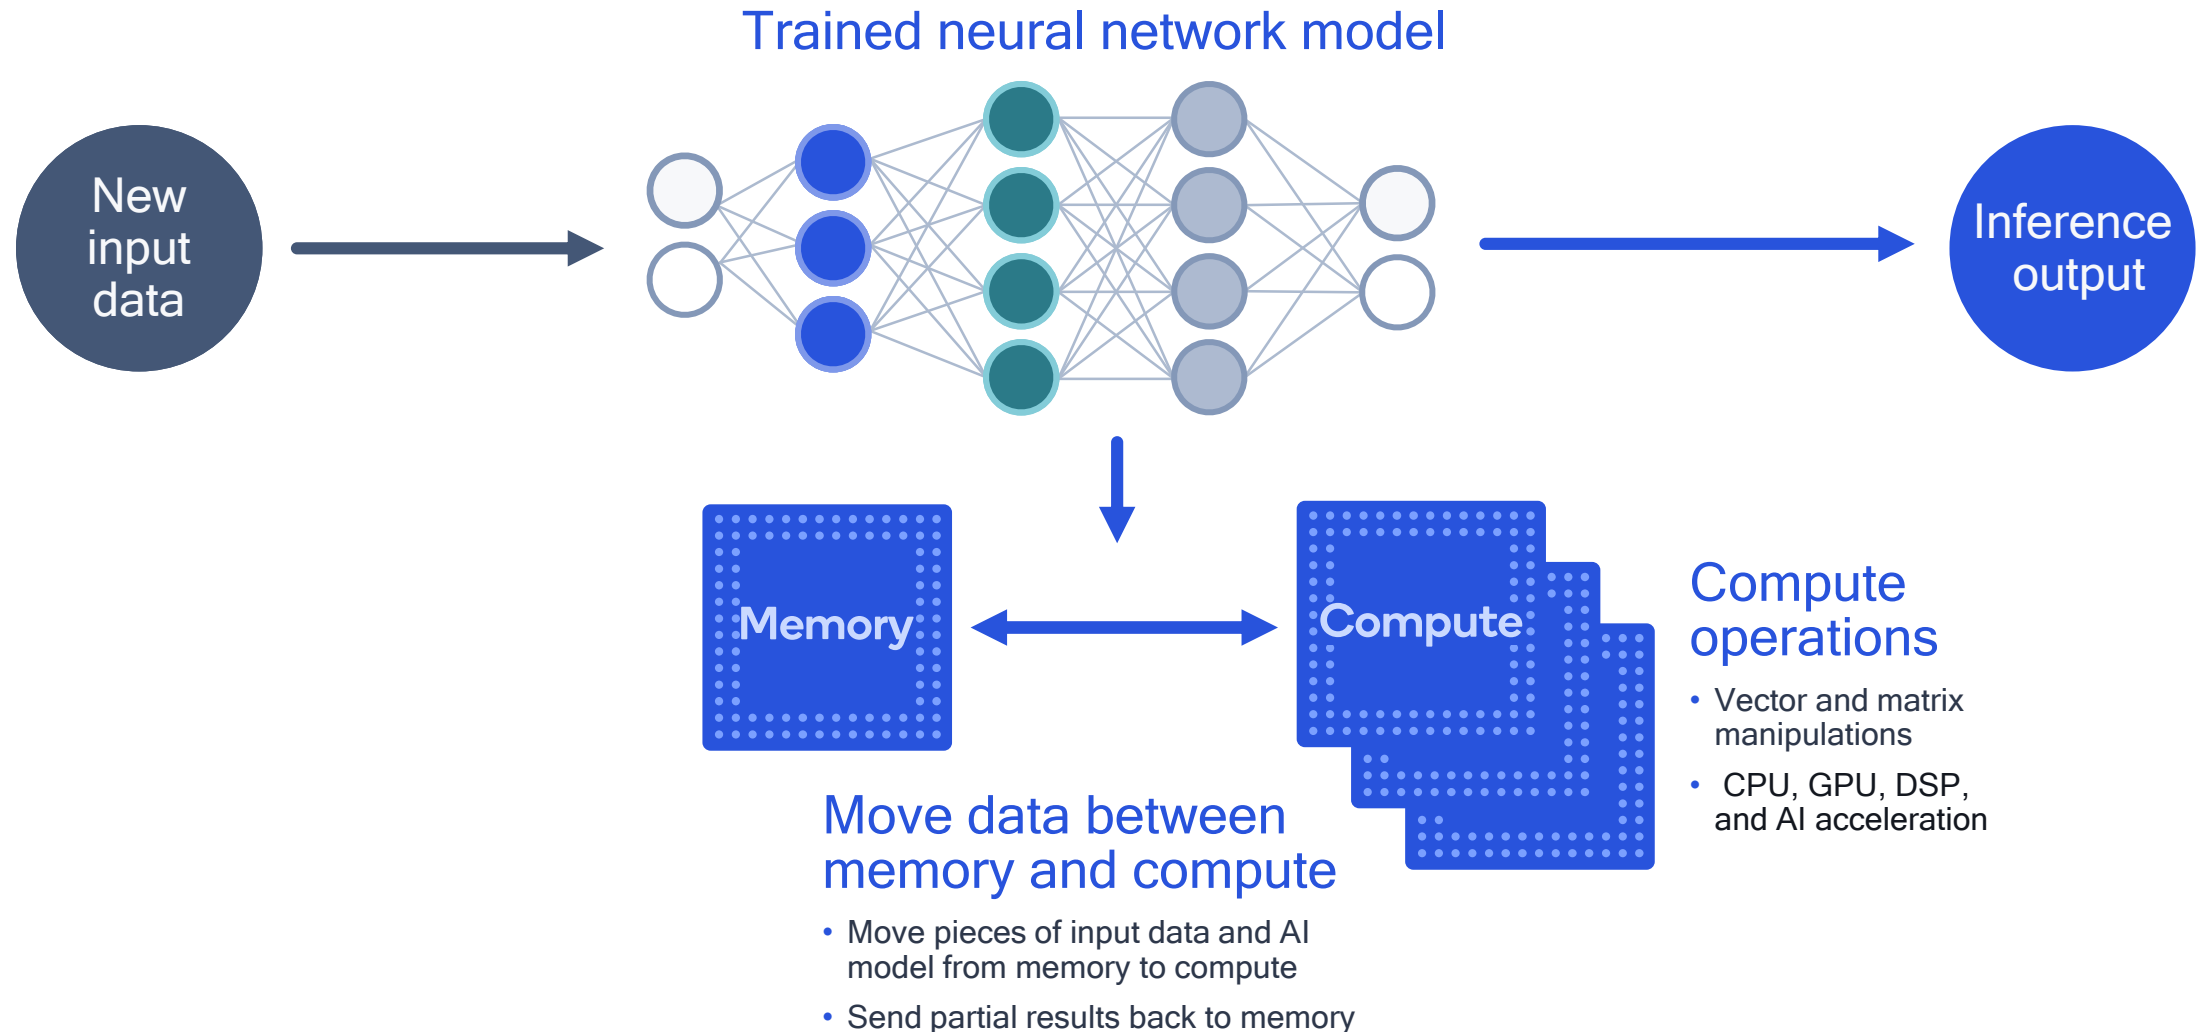 Trained neural network model
New
input
data
Inference
output
Memory
Compute
Compute
operations
• Vector and matrix
manipulations
• CPU, GPU, DSP,
and AI acceleration
Move data between
memory and compute
• Move pieces of input data and AI
model from memory to compute
• Send partial results back to memory